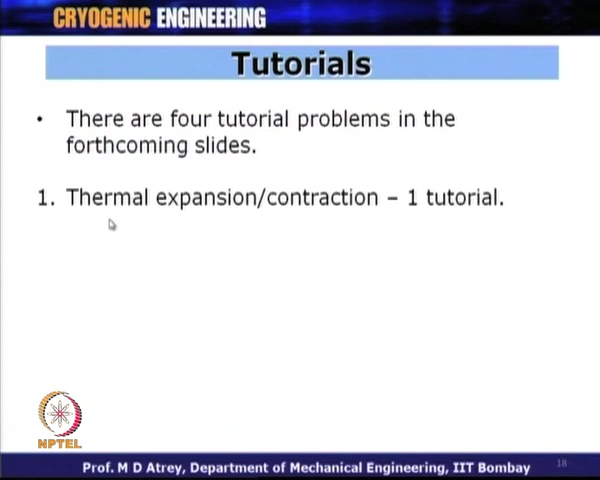 CRYOGENIC ENGINEERING
Tutorials
• There are four tutorial problems in the
forthcoming slides.
1. Thermal expansion/contraction – 1 tutorial.
NPTEL
Prof. M D Atrey, Department of Mechanical Engineering, IIT Bombay
18